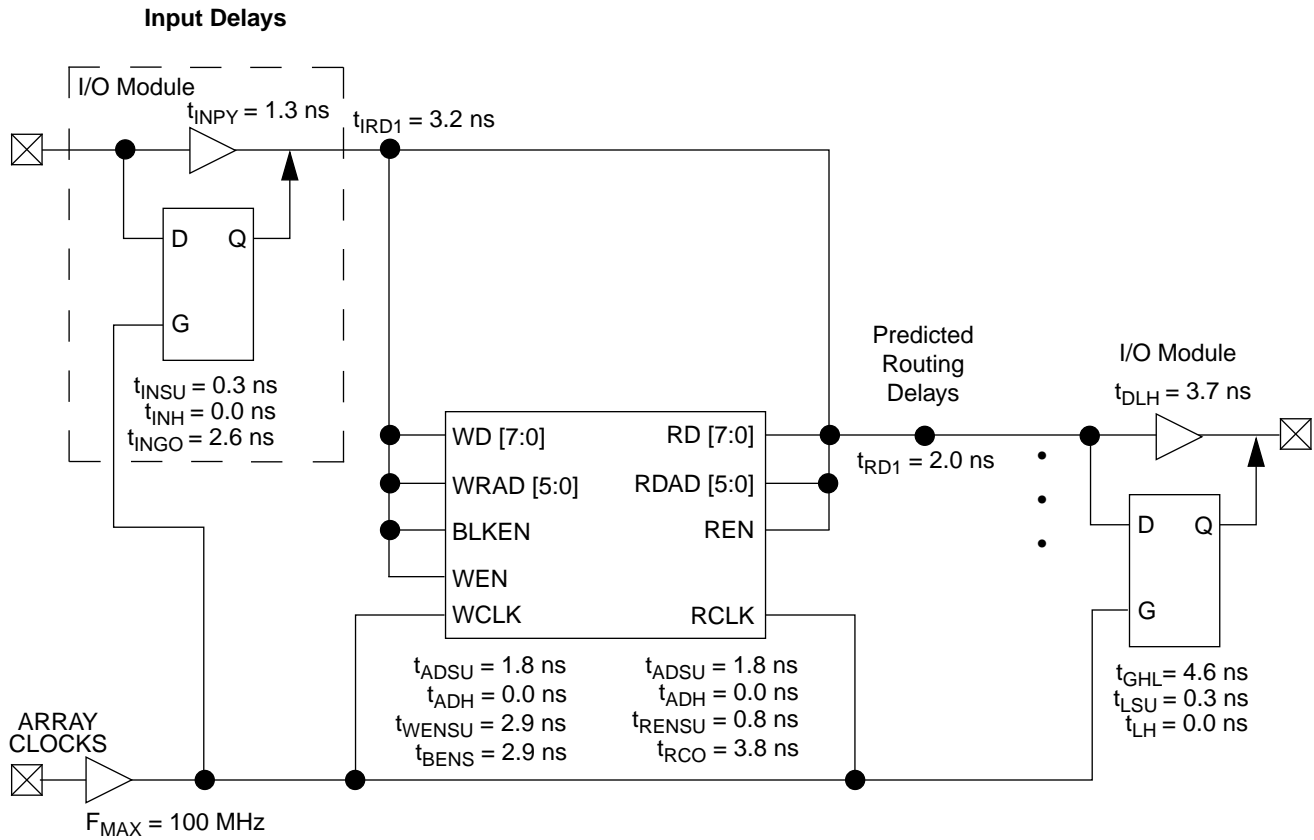 Input Delays
I/O Module
tINPY = 1.3 ns
tIRD1 = 3.2 ns
D Q
G
tINSU = 0.3 ns
tINH = 0.0 ns
tINGO = 2.6 ns
Predicted
Routing
Delays
I/O Module
tDLH = 3.7 ns
WD [7:0] RD [7:0]
tRD1 = 2.0 ns
WRAD [5:0] RDAD [5:0]
BLKEN REN
WEN
WCLK RCLK
D Q
G
tADSU = 1.8 ns
tADH = 0.0 ns
tWENSU = 2.9 ns
tBENS = 2.9 ns
tADSU = 1.8 ns
tADH = 0.0 ns
tRENSU = 0.8 ns
tRCO = 3.8 ns
tGHL= 4.6 ns
tLSU = 0.3 ns
tLH = 0.0 ns
ARRAY
CLOCKS
FMAX = 100 MHz